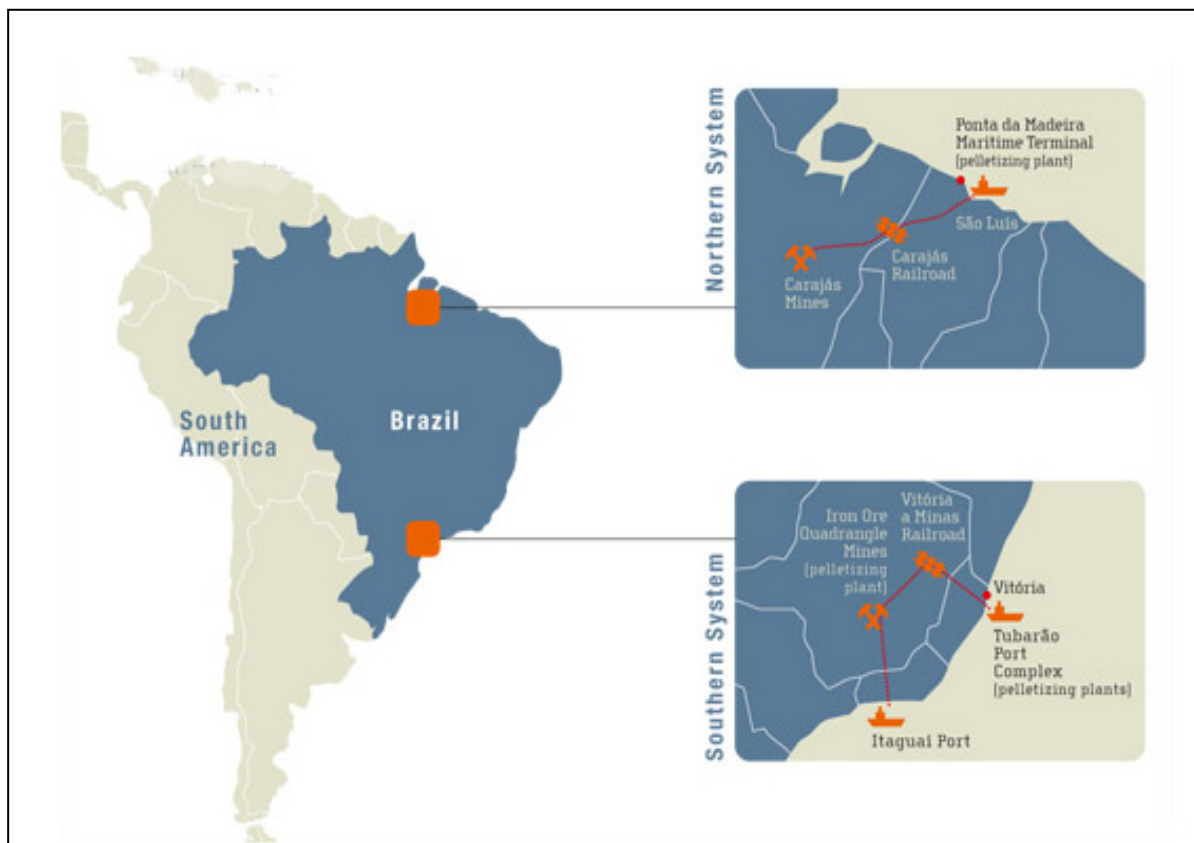 South
America
Brazil
Northern System
Ponta da Madeira
Maritime Terminal
(pelletizing plant)
São Luís
Carajás
Railroad
Carajás
Mines
Southern System
Iron Ore
Quadrangle
Mines
(pelletizing
plant)
Vitória
a Minas
Railroad
Vitória
Tubarão
Port
Complex
(pelletizing plants)
Itaguaí Port